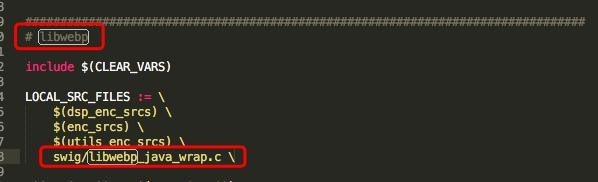 ################################################################################
# libwebp
include $(CLEAR_VARS)
LOCAL_SRC_FILES := \
$(dsp_enc_srcs) \
$(enc_srcs) \
$(utils_enc_srcs) \
swig/libwebp_java_wrap.c \